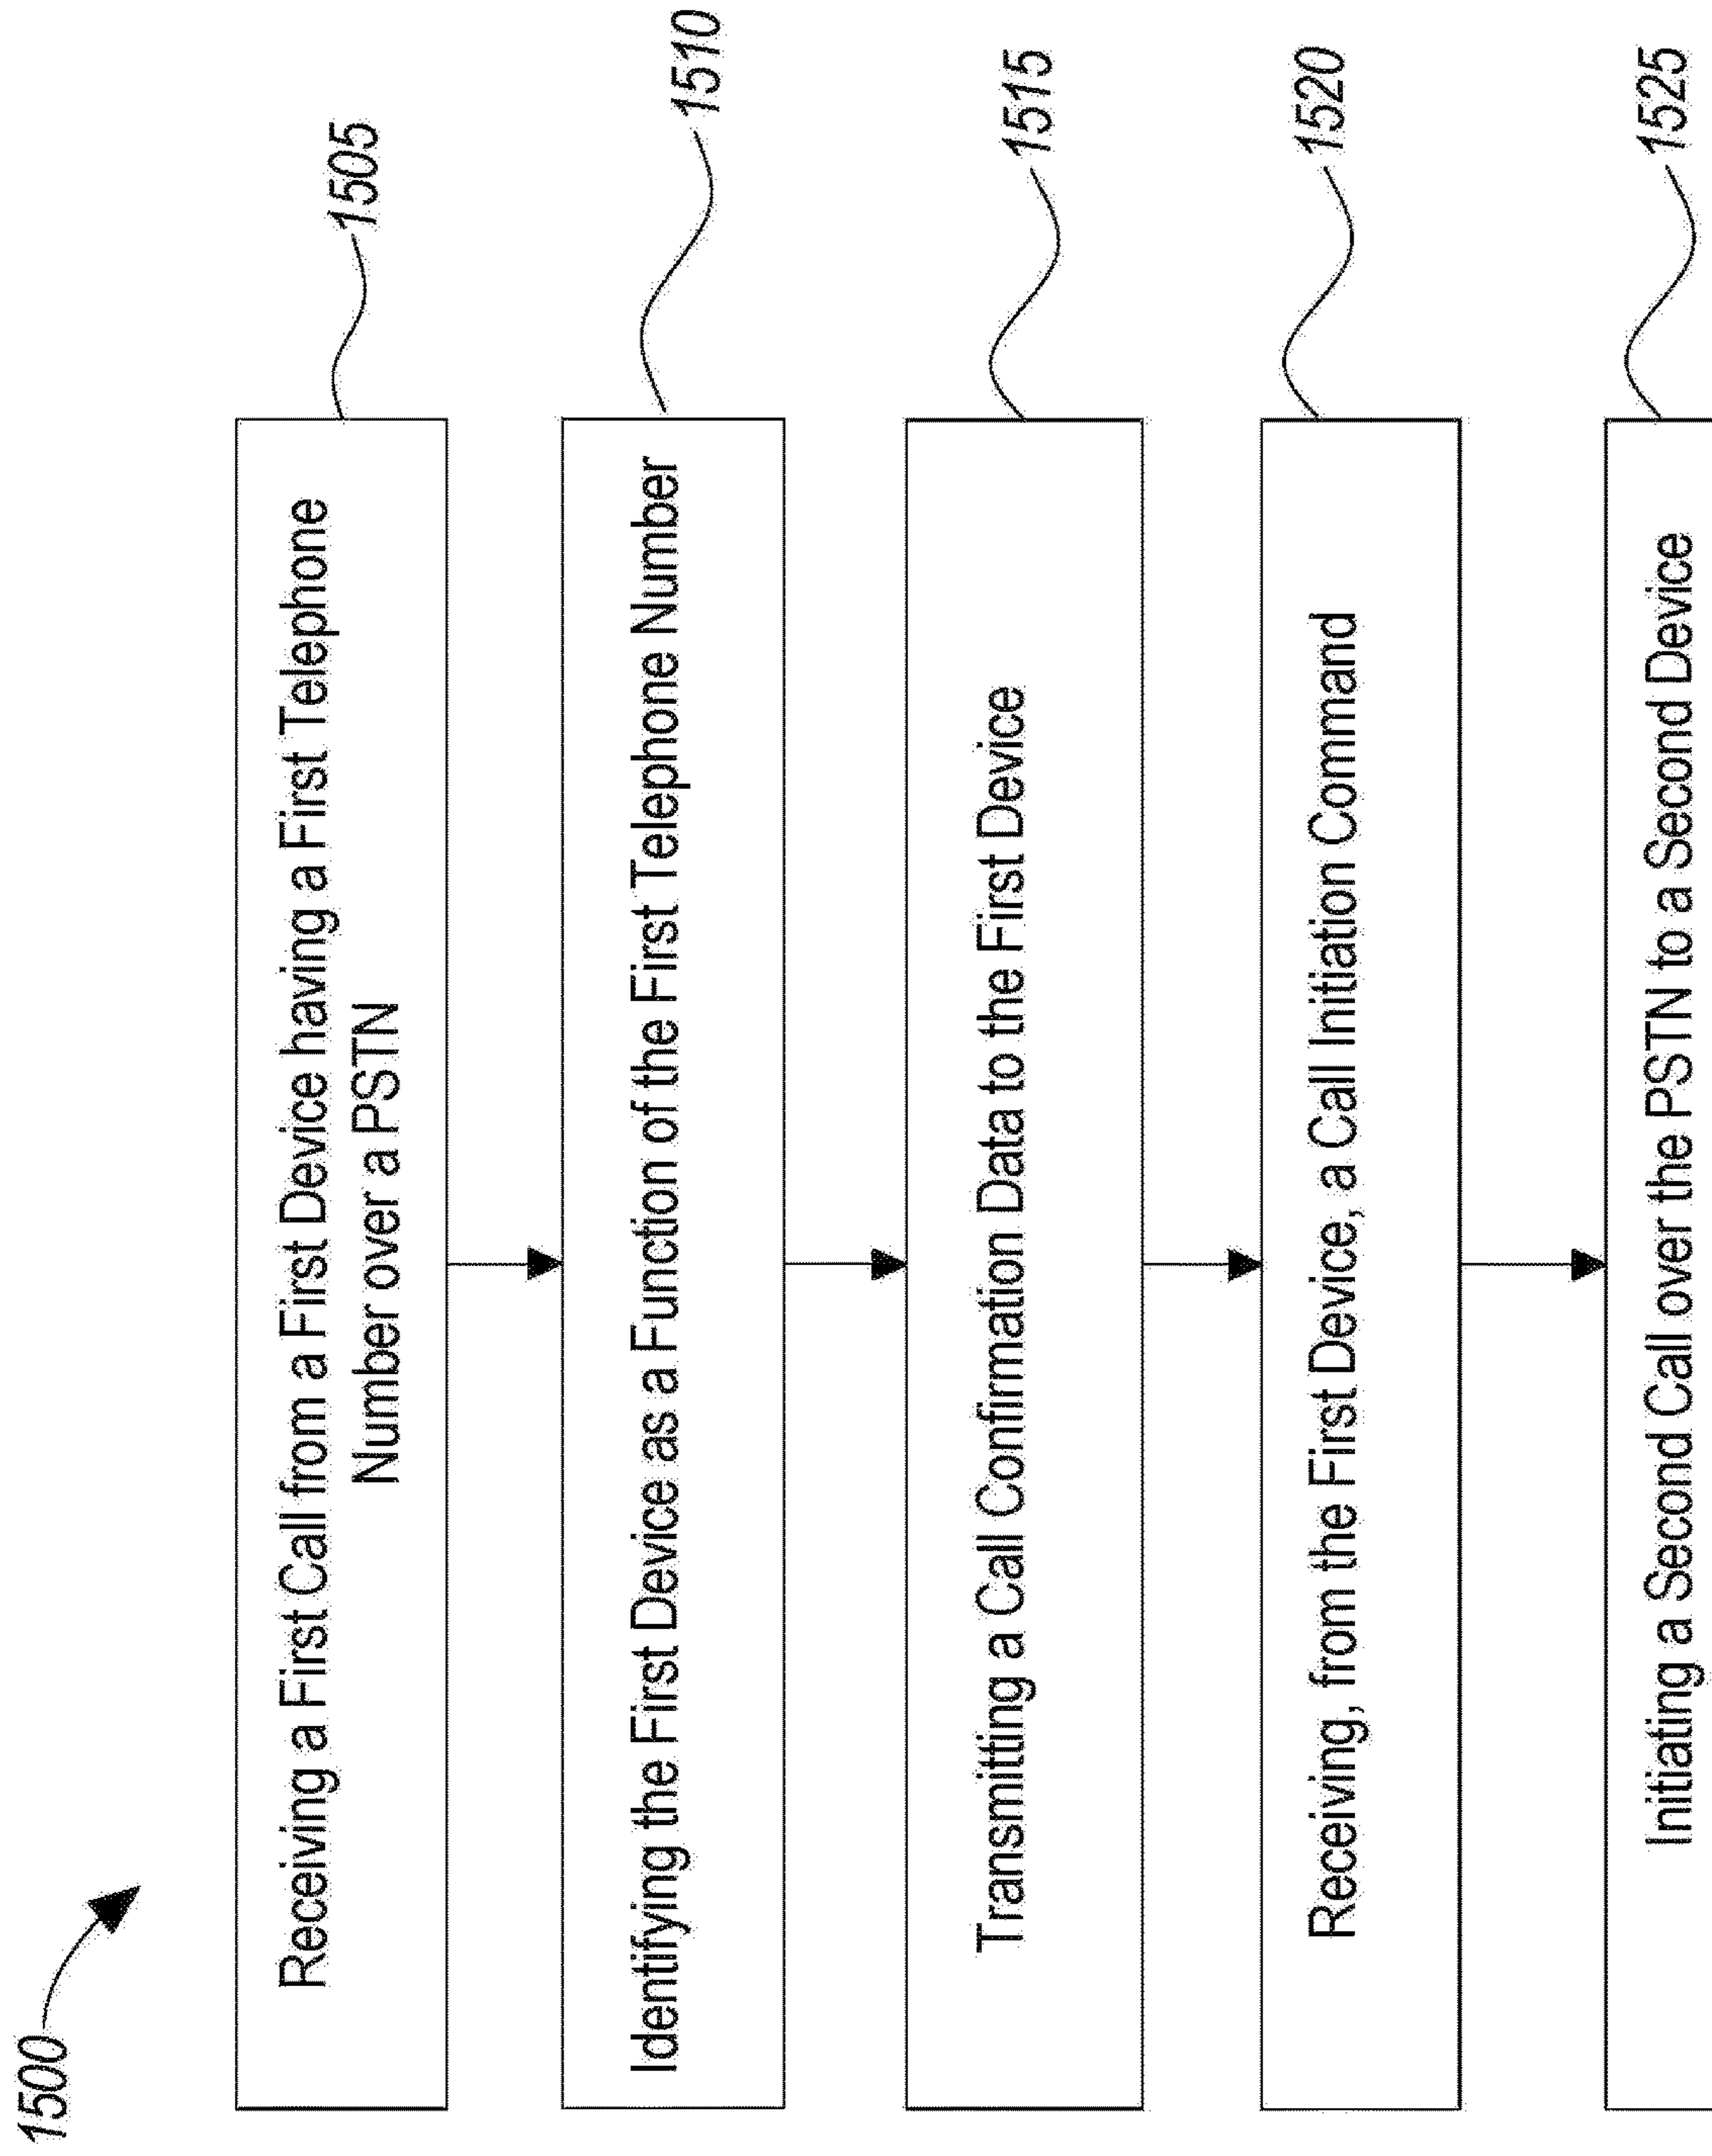 1500
Receiving a First Call from a First Device having a First Telephone
Number over a PSTN
1505
Identifying the First Device as a Function of the First Telephone Number
1510
Transmitting a Call Confirmation Data to the First Device
1515
Receiving, from the First Device, a Call Initiation Command
1520
Initiating a Second Call over the PSTN to a Second Device
1525